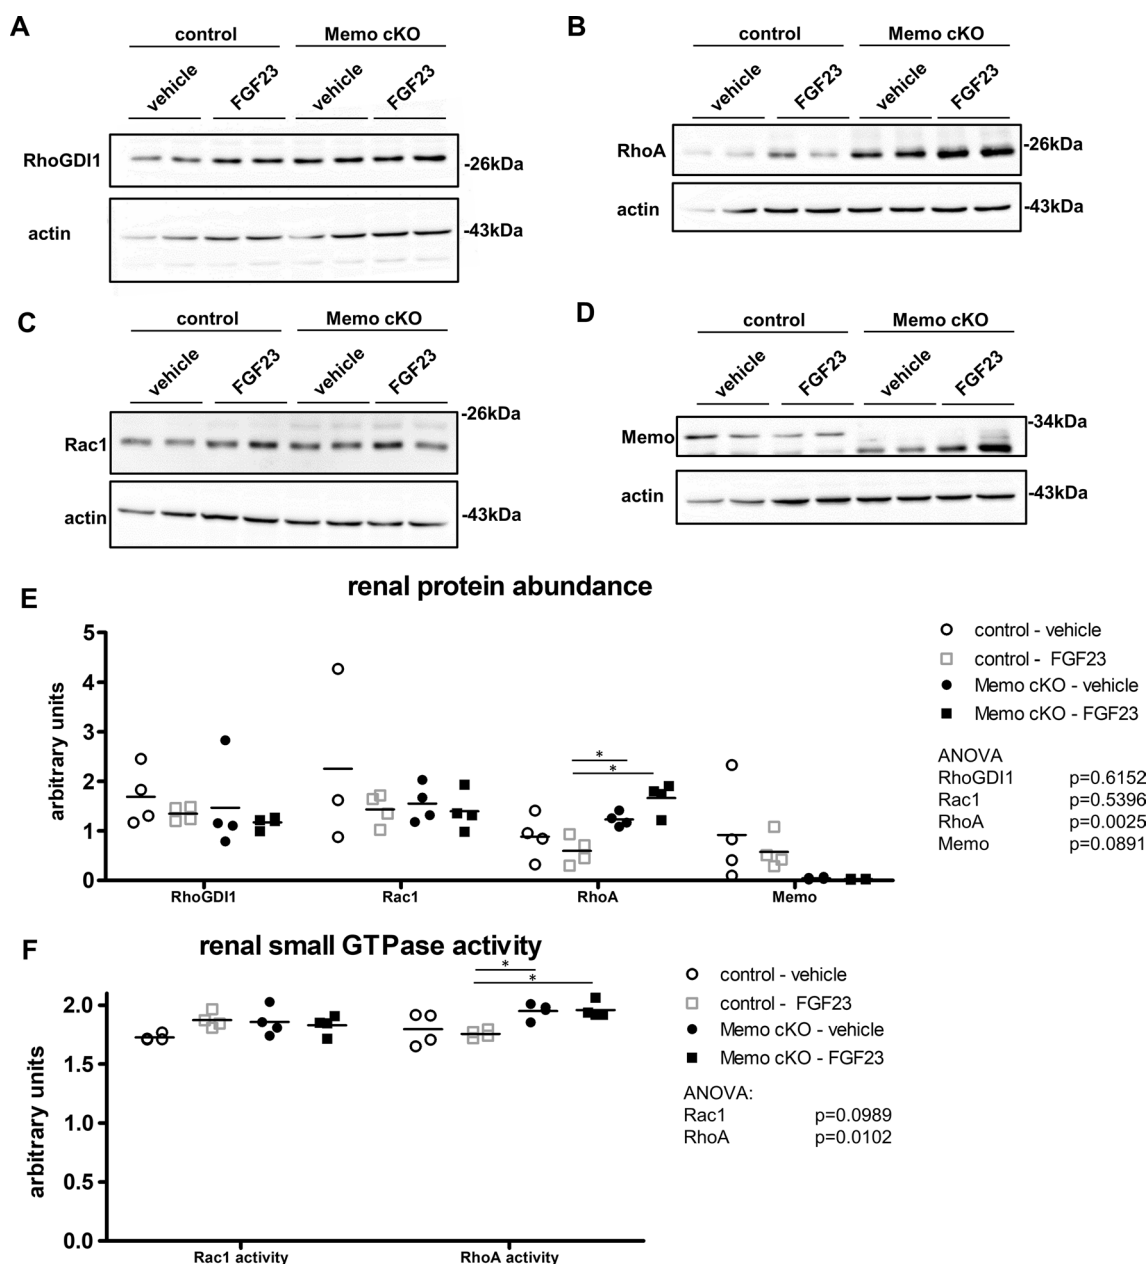 A
control Memo cKO
vehicle FGF23 vehicle FGF23
RhoGDI1
-26kDa
actin
-43kDa
B
control Memo cKO
vehicle FGF23 vehicle FGF23
RhoA
-26kDa
actin
-43kDa
C
control Memo cKO
vehicle FGF23 vehicle FGF23
-26kDa
Rac1
actin
-43kDa
D
control Memo cKO
vehicle FGF23 vehicle FGF23
-34kDa
Memo
actin
-43kDa
E
renal protein abundance
arbitrary units
5
4
3
2
1
0
* 
*
RhoGDI1 Rac1 RhoA Memo
control - vehicle
control - FGF23
Memo cKO - vehicle
Memo cKO - FGF23
ANOVA
RhoGDI1 p=0.6152
Rac1 p=0.5396
RhoA p=0.0025
Memo p=0.0891
F
renal small GTPase activity
arbitrary units
2.0
1.5
1.0
0.5
0.0
*
*
Rac1 activity RhoA activity
control - vehicle
control - FGF23
Memo cKO - vehicle
Memo cKO - FGF23
ANOVA:
Rac1 p=0.0989
RhoA p=0.0102